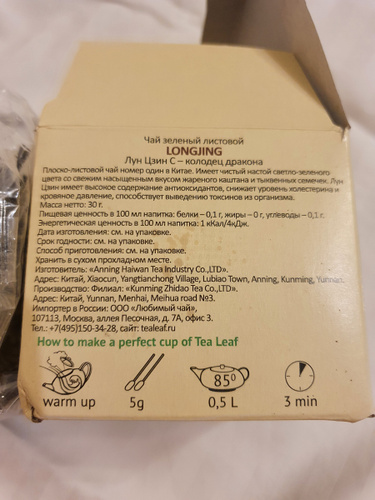 Чай зеленый листовой
LONGJING
Лун Цзин С – колодец дракона
Плоско-листовой чай номер один в Китае. Имеет чистый настой светло-зеленого
цвета со свежим насыщенным вкусом жареного каштана и тыквенных семечек. Лун
Цзин имеет высокое содержание антиоксидантов, снижает уровень холестерина и
кровяное давление, способствует выведению токсинов из организма.
Масса нетто: 30 г.
Пищевая ценность в 100 мл напитка: белки – 0,1 г, жиры – 0 г, углеводы – 0,1 г.
Энергетическая ценность в 100 мл напитка: 1 кКал/4кДж.
Дата изготовления: см. на упаковке.
Срок годности: см. на упаковке.
Способ приготовления: см. на упаковке.
Хранить в сухом прохладном месте.
Изготовитель: «Anning Haiwan Tea Industry Co.,LTD».
Адрес: Китай, Xiaocun, Yangtianchong Village, Lubiao Town, Anning, Kunming, Yunnan.
Производство: Филиал: «Kunming Zhidao Tea Co.,LTD».
Адрес: Китай, Yunnan, Menhai, Meihua road №3.
Импортер в России: ООО «Любимый чай»,
107113, Москва, аллея Песочная, д. 7А, офис 3.
Тел.: +7(495)150-34-28, сайт: tealeaf.ru
How to make a perfect cup of Tea Leaf
85°
warm up 5g 0,5 L 3 min